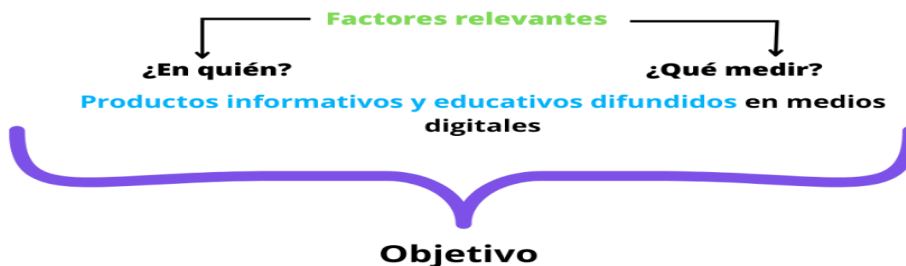 Factores relevantes
¿En quién? ¿Qué medir?
Productos informativos y educativos difundidos en medios
digitales
Objetivo